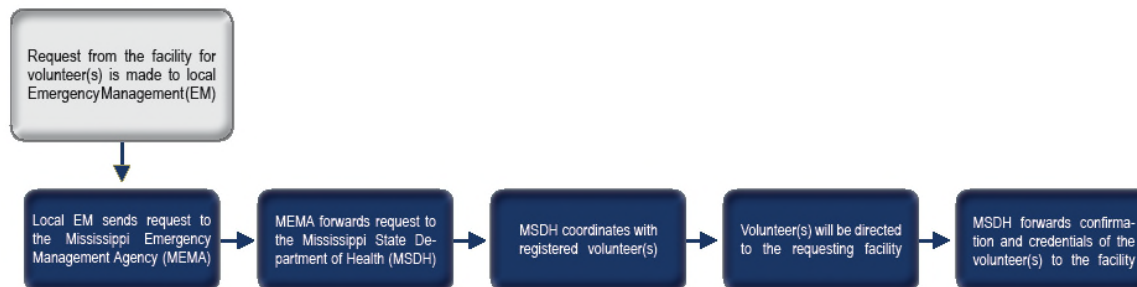 Request from the facility for
volunteer(s) is made to local
Emergency Management (EM)
Local EM sends request to
the Mississippi Emergency
Management Agency (MEMA)
MEMA forwards request to
the Mississippi State De-
partment of Health (MSDH)
MSDH coordinates with
registered volunteer(s)
Volunteer(s) will be directed
to the requesting facility
MSDH forwards confirma-
tion and credentials of the
volunteer(s) to the facility